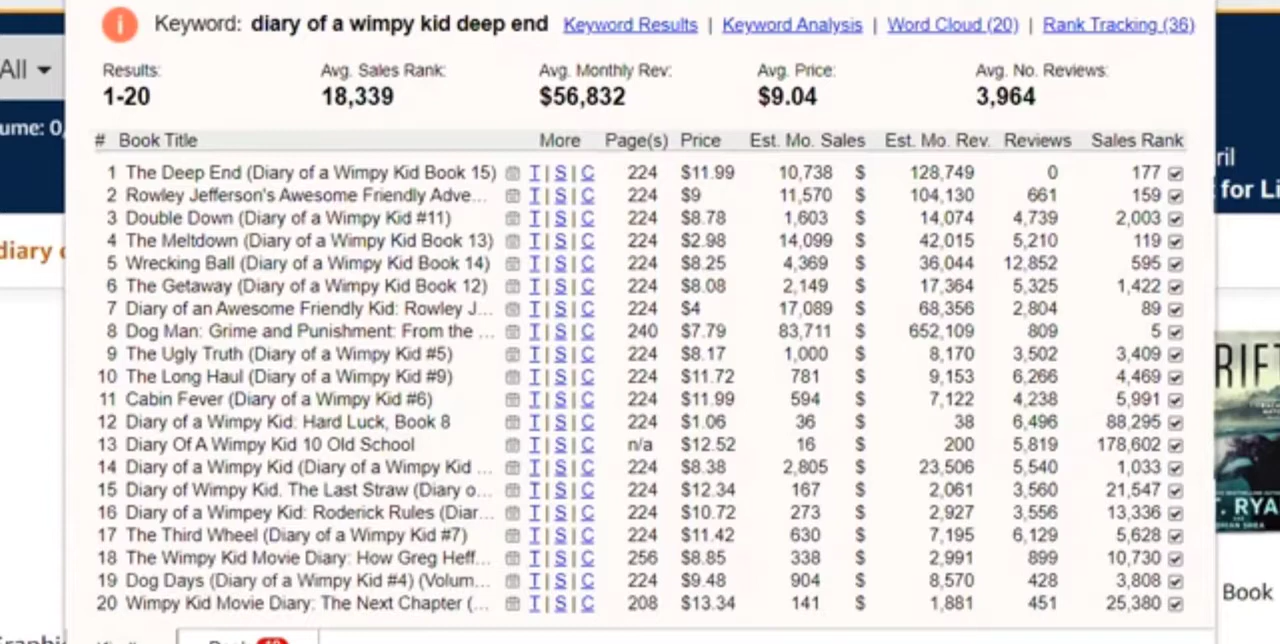 Keyword: diary of a wimpy kid deep end Keyword Results | Keyword Analysis | Word Cloud (20) | Rank Tracking (36)
All
Results: Avg. Sales Rank: Avg. Monthly Rev: Avg. Price: Avg. No. Reviews:
1-20 18,339 $56,832 $9.04 3,964
ume: 0,
# Book Title More Page(s) Price Est. Mo. Sales Est. Mo. Rev. Reviews Sales Rank
ril
1 The Deep End (Diary of a Wimpy Kid Book 15) T | S | C 224 $11.99 10,738 $ 128,749 0 177
for Li
2 Rowley Jefferson's Awesome Friendly Adve... T | S | C 224 $9 11,570 $ 104,130 661 159
3 Double Down (Diary of a Wimpy Kid #11) T | S | C 224 $8.78 1,603 $ 14,074 4,739 2,003
4 The Meltdown (Diary of a Wimpy Kid Book 13) T | S | C 224 $2.98 14,099 $ 42,015 5,210 119
diary
5 Wrecking Ball (Diary of a Wimpy Kid Book 14) T | S | C 224 $8.25 4,369 $ 36,044 12,852 595
6 The Getaway (Diary of a Wimpy Kid Book 12) T | S | C 224 $8.08 2,149 $ 17,364 5,325 1,422
7 Diary of an Awesome Friendly Kid: Rowley J... T | S | C 224 $4 17,089 $ 68,356 2,804 89
8 Dog Man: Grime and Punishment: From the ... T | S | C 240 $7.79 83,711 $ 652,109 809 5
9 The Ugly Truth (Diary of a Wimpy Kid #5) T | S | C 224 $8.17 1,000 $ 8,170 3,502 3,409
RIFT
10 The Long Haul (Diary of a Wimpy Kid #9) T | S | C 224 $11.72 781 $ 9,153 6,266 4,469
11 Cabin Fever (Diary of a Wimpy Kid #6) T | S | C 224 $11.99 594 $ 7,122 4,238 5,991
12 Diary of a Wimpy Kid: Hard Luck, Book 8 T | S | C 224 $1.06 36 $ 38 6,496 88,295
13 Diary Of A Wimpy Kid 10 Old School T | S | C n/a $12.52 16 $ 200 5,819 178,602
14 Diary of a Wimpy Kid (Diary of a Wimpy Kid ... T | S | C 224 $8.38 2,805 $ 23,506 5,540 1,033
15 Diary of Wimpy Kid. The Last Straw (Diary o... T | S | C 224 $12.34 167 $ 2,061 3,560 21,547
16 Diary of a Wimpey Kid: Roderick Rules (Diar... T | S | C 224 $10.72 273 $ 2,927 3,556 13,336
T. RYA
17 The Third Wheel (Diary of a Wimpy Kid #7) T | S | C 224 $11.42 630 $ 7,195 6,129 5,628
18 The Wimpy Kid Movie Diary: How Greg Heff... T | S | C 256 $8.85 338 $ 2,991 899 10,730
19 Dog Days (Diary of a Wimpy Kid #4) (Volum... T | S | C 224 $9.48 904 $ 8,570 428 3,808
Book
20 Wimpy Kid Movie Diary: The Next Chapter (... T | S | C 208 $13.34 141 $ 1,881 451 25,380